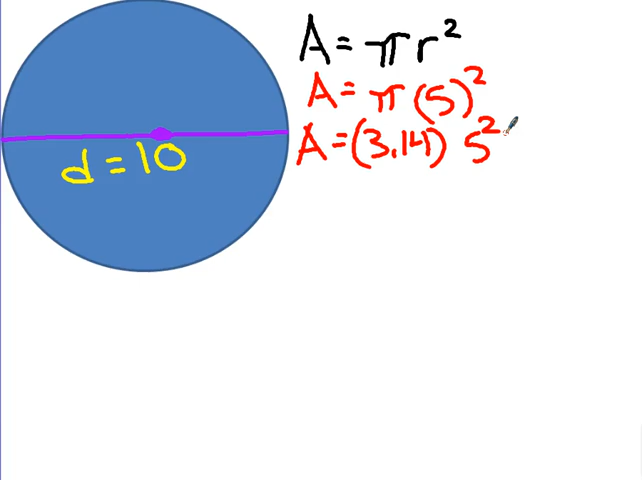 A = πr²
A = π(5)²
A = (3.14) 5²
d = 10